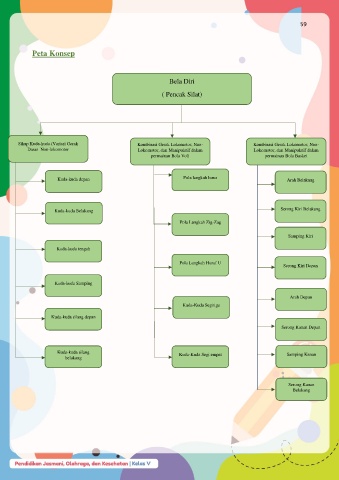 69
Peta Konsep
Bela Diri
( Pencak Silat)
Sikap Kuda-kuda (Variasi Gerak
Dasar Non-lokomotor
Kombinasi Gerak Lokomotor, Non-
Lokomotor, dan Manipulatif dalam
permainan Bola Voli
Kombinasi Gerak Lokomotor, Non-
Lokomotor, dan Manipulatif dalam
permainan Bola Basket
Kuda-kuda depan
Kuda-kuda Belakang
Kuda-kuda tengah
Kuda-kuda Samping
Kuda-kuda silang depan
Kuda-kuda silang
belakang
Pola langkah lurus
Pola Langkah Zig-Zag
Pola Langkah Huruf U
Kuda-Kuda Segitiga
Kuda-Kuda Segi empat
Arah Belakang
Serong Kiri Belakang
Samping Kiri
Serong Kiri Depan
Arah Depan
Serong Kanan Depan
Samping Kanan
Serong Kanan
Belakang
Pendidikan Jasmani, Olahraga, dan Kesehatan | Kelas V